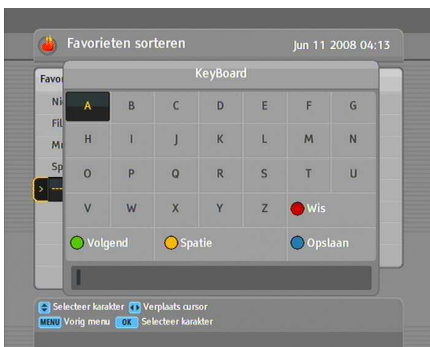 Favorieten sorteren Jun 11 2008 04:13
KeyBoard
Favo
A B C D E F G
Ni
Fil
H I J K L M N
Mu
Sp
O P Q R S T U
> ---
V W X Y Z Wis
Volgend Spatie Opslaan
Selecteer karakter Verplaats cursor
MENU Vorig menu OK Selecteer karakter